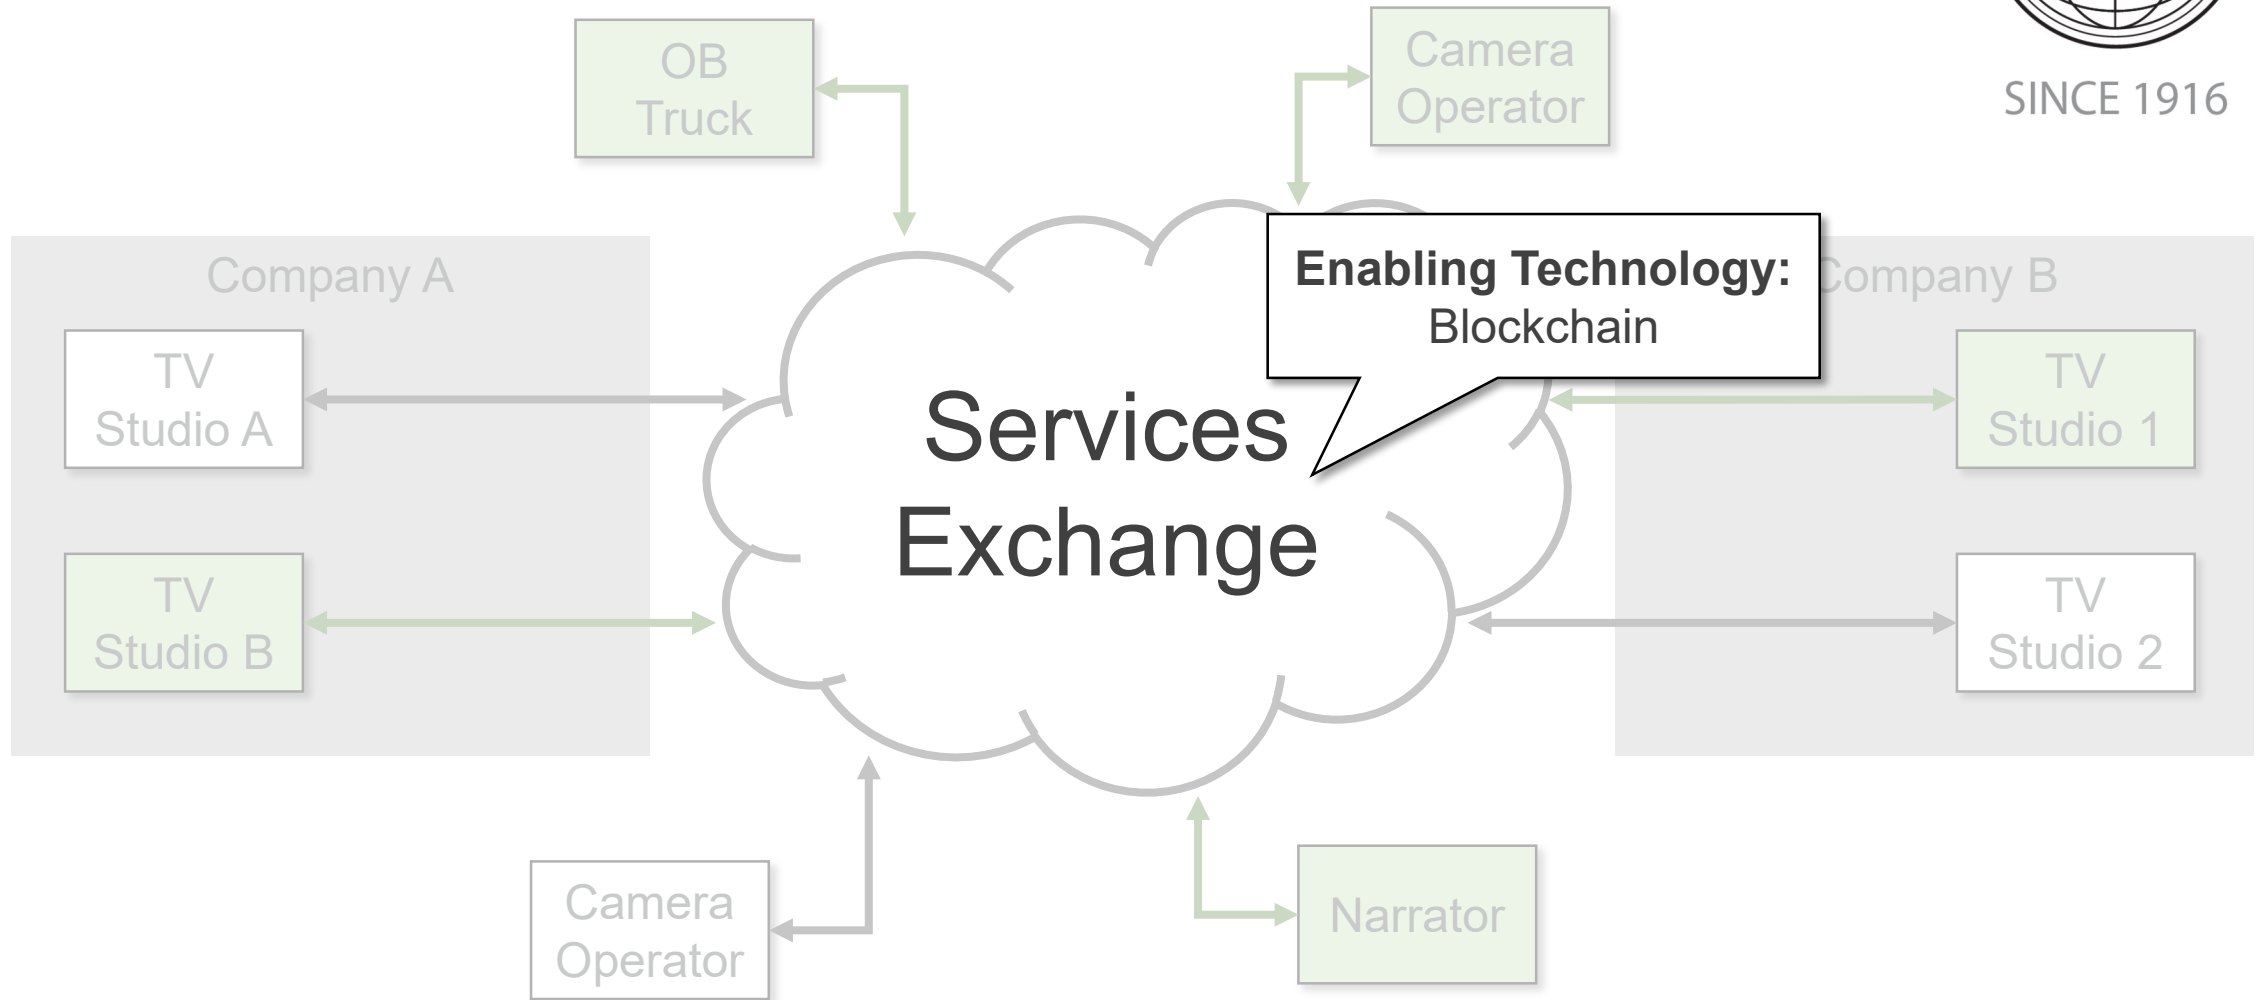 OB
Truck
Camera
Operator
SINCE 1916
Company A
Enabling Technology:
Blockchain
Company B
TV
Studio A
TV
Studio 1
Services
Exchange
TV
Studio B
TV
Studio 2
Camera
Operator
Narrator